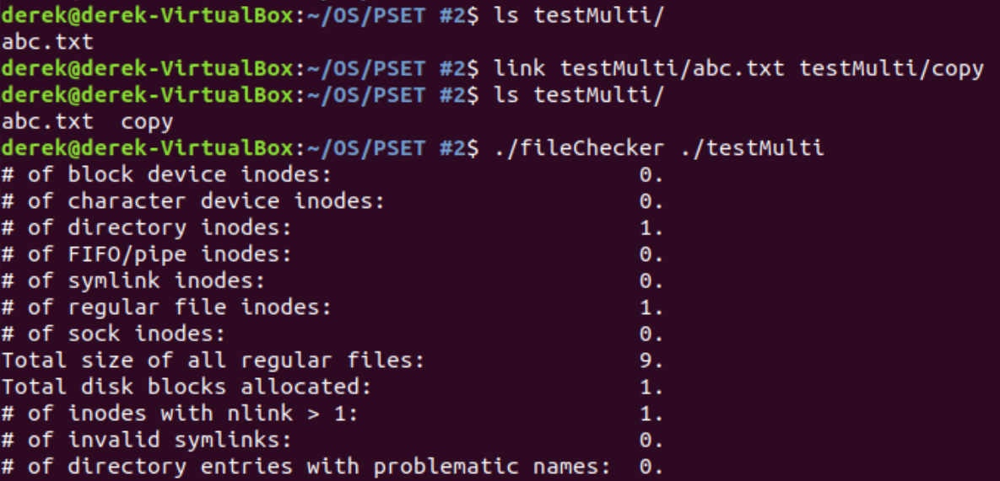 derek@derek-VirtualBox:~/OS/PSET #2$ ls testMulti/
abc.txt
derek@derek-VirtualBox:~/OS/PSET #2$ link testMulti/abc.txt testMulti/copy
derek@derek-VirtualBox:~/OS/PSET #2$ ls testMulti/
abc.txt  copy
derek@derek-VirtualBox:~/OS/PSET #2$ ./fileChecker ./testMulti
# of block device inodes:                       0.
# of character device inodes:                   0.
# of directory inodes:                          1.
# of FIFO/pipe inodes:                          0.
# of symlink inodes:                            0.
# of regular file inodes:                       1.
# of sock inodes:                               0.
Total size of all regular files:                9.
Total disk blocks allocated:                    1.
# of inodes with nlink > 1:                     1.
# of invalid symlinks:                          0.
# of directory entries with problematic names:  0.